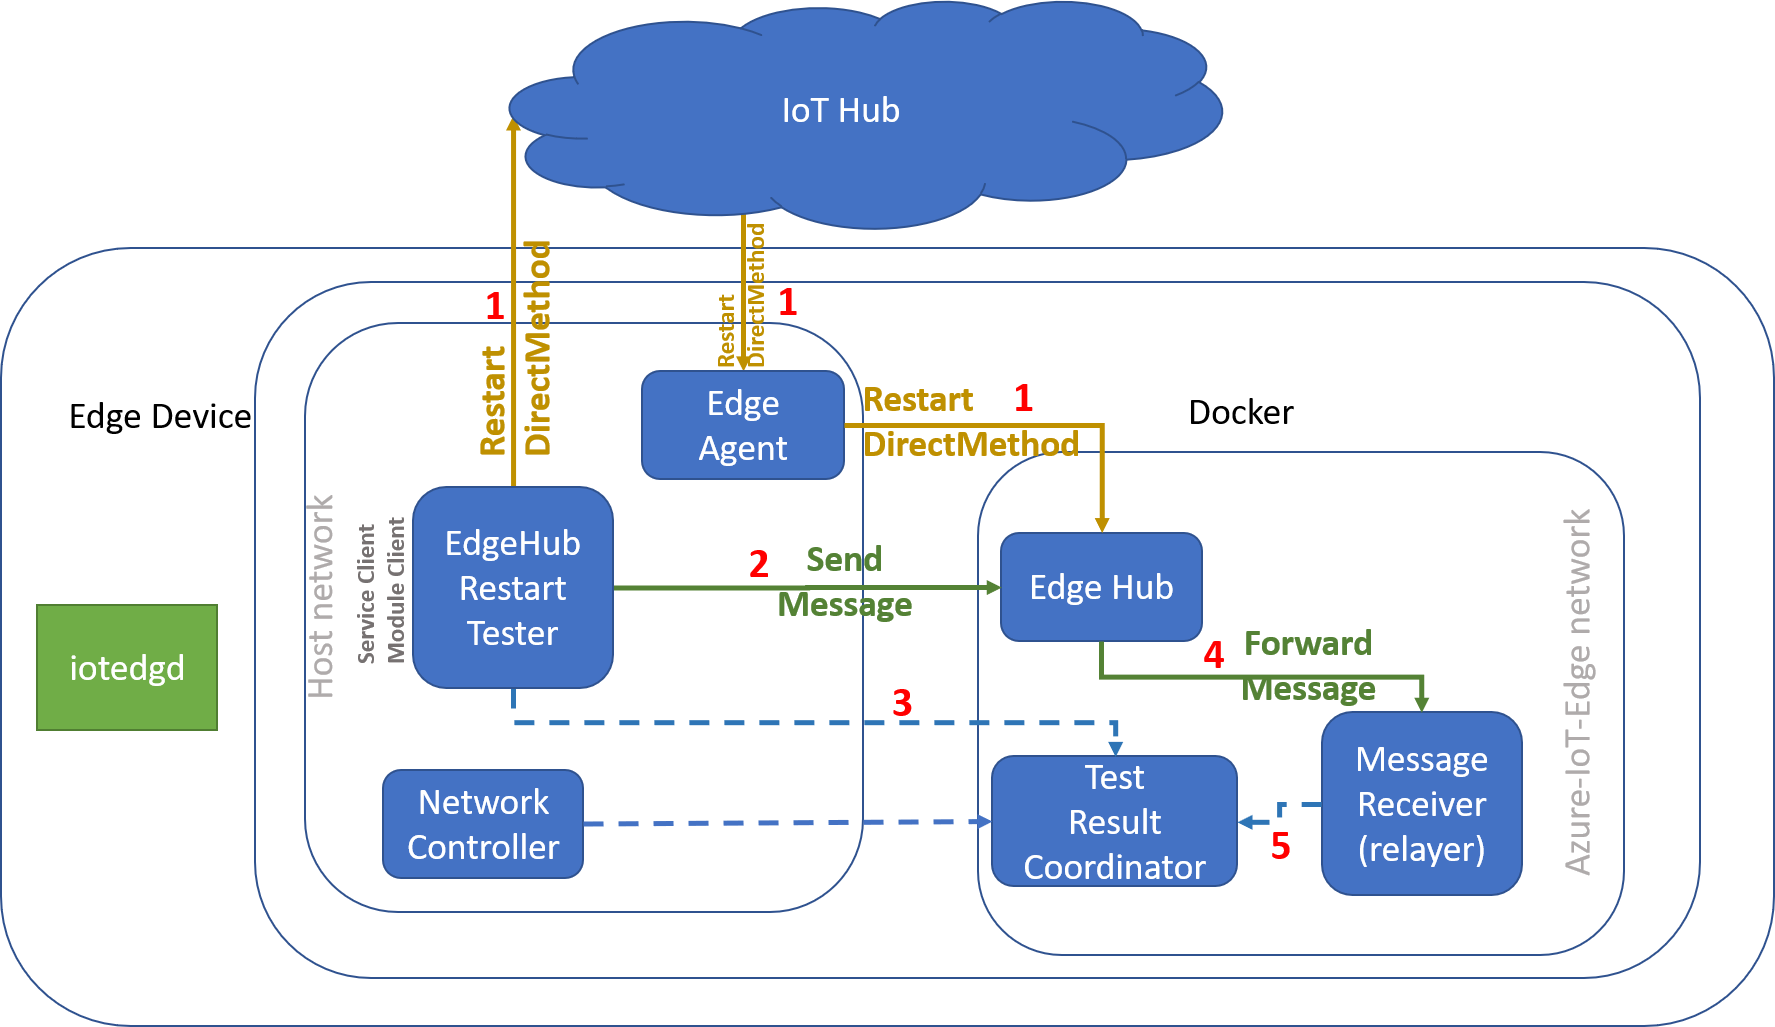 IoT Hub
1
Restart
DirectMethod
Restart
DirectMethod
1
Edge Device
Edge
Agent
Restart
1
DirectMethod
Docker
Host network
Service Client
Module Client
EdgeHub
Restart
Tester
2
Send
Message
Edge Hub
Azure-IoT-Edge network
iotedgd
4
Forward
Message
3
Network
Controller
Test
Result
Coordinator
5
Message
Receiver
(relayer)